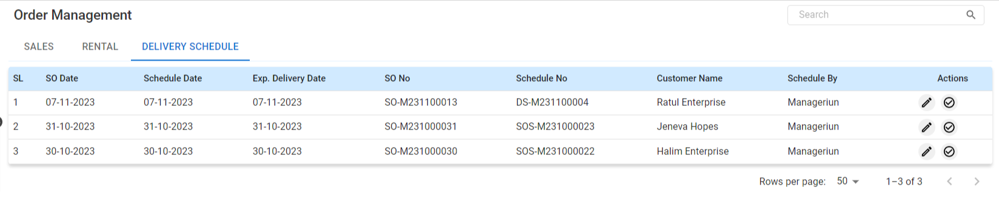 Order Management
Search
SALES RENTAL DELIVERY SCHEDULE
SL SO Date Schedule Date Exp. Delivery Date SO No Schedule No Customer Name Schedule By Actions
1 07-11-2023 07-11-2023 07-11-2023 SO-M231100013 DS-M231100004 Ratul Enterprise Manageriun
2 31-10-2023 31-10-2023 31-10-2023 SO-M231000031 SOS-M231000023 Jeneva Hopes Manageriun
3 30-10-2023 30-10-2023 30-10-2023 SO-M231000030 SOS-M231000022 Halim Enterprise Manageriun
Rows per page: 50 1–3 of 3